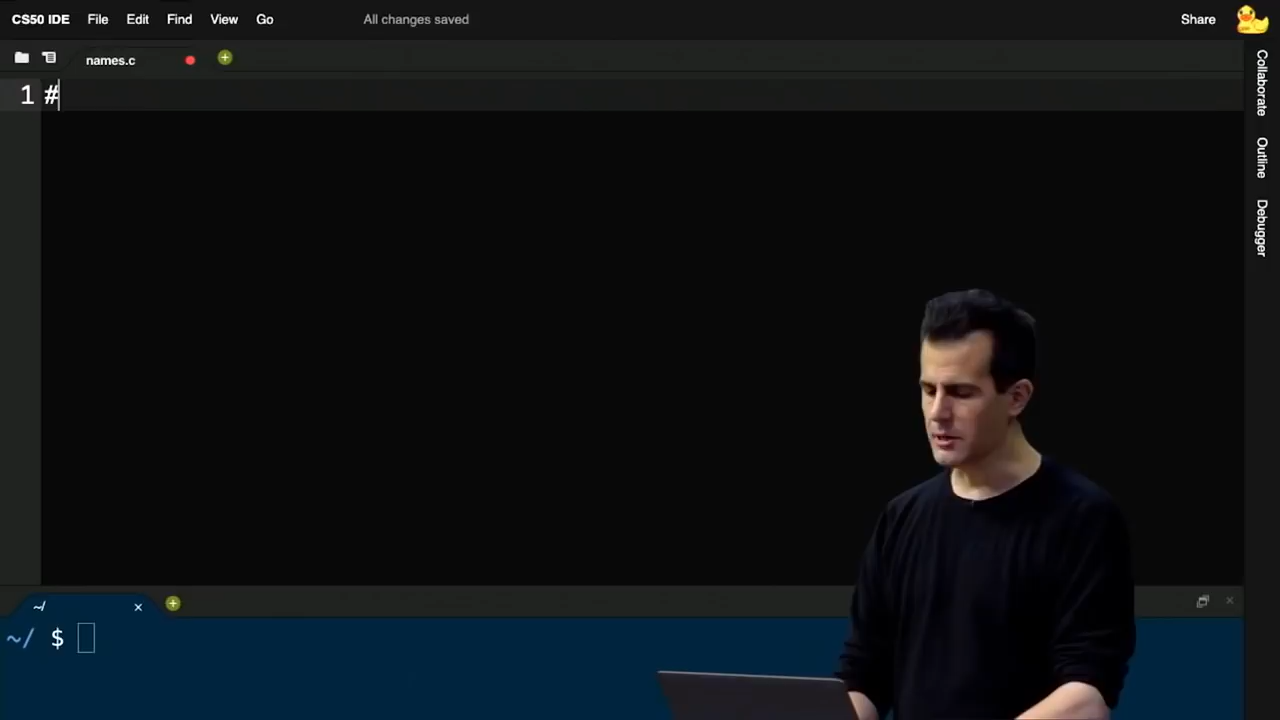 CS50 IDE File Edit Find View Go All changes saved Share
names.c
1 #
Collaborate
Outline
Debugger
~/
~/ $